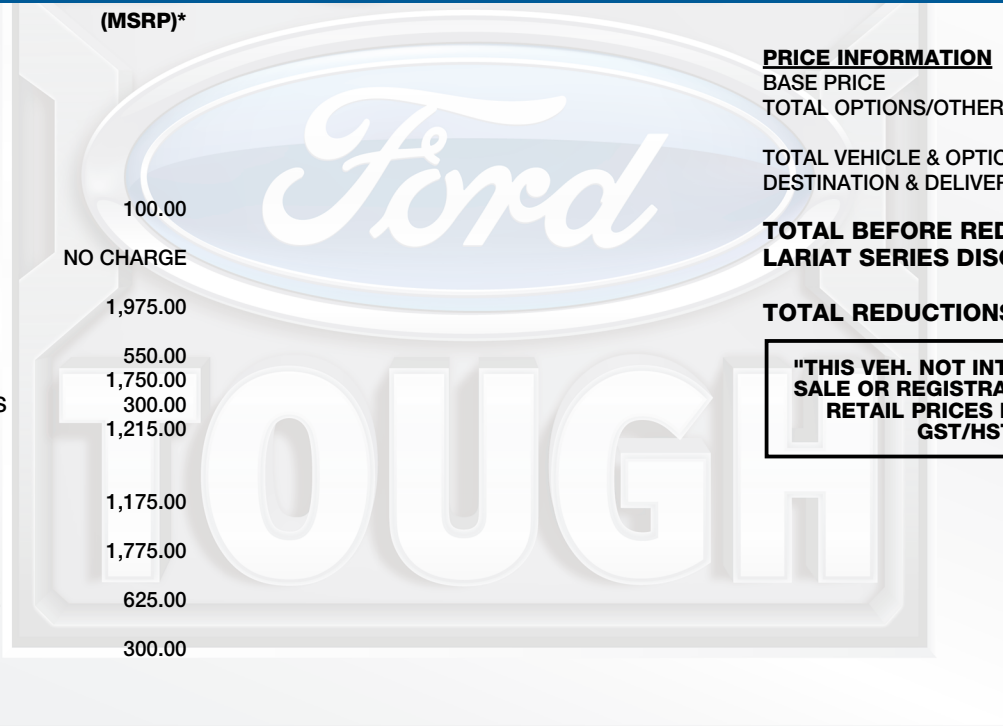 (MSRP)*
100.00
NO CHARGE
1,975.00
550.00
1,750.00
S 300.00
1,215.00
1,175.00
1,775.00
625.00
300.00
Ford
TOUGH
PRICE INFORMATION
BASE PRICE
TOTAL OPTIONS/OTHER
TOTAL VEHICLE & OPTIO
DESTINATION & DELIVER
TOTAL BEFORE RED
LARIAT SERIES DISC
TOTAL REDUCTIONS
"THIS VEH. NOT INT
SALE OR REGISTRA
RETAIL PRICES
GST/HST